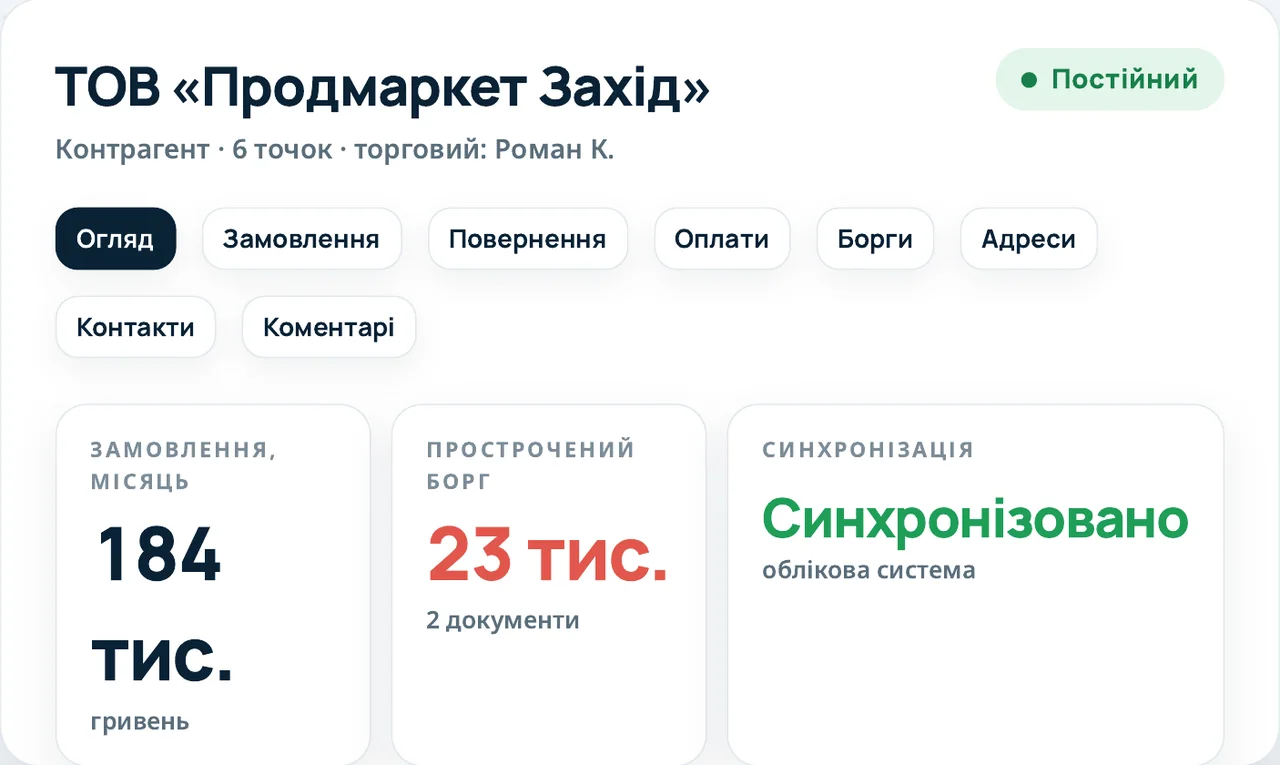 ТОВ «Продмаркет Захід»
Постійний
Контрагент · 6 точок · торговий: Роман К.
Огляд Замовлення Повернення Оплати Борги Адреси
Контакти Коментарі
ЗАМОВЛЕННЯ,
МІСЯЦЬ
184
тис.
гривень
ПРОСТРОЧЕНИЙ
БОРГ
23 тис.
2 документи
СИНХРОНІЗАЦІЯ
Синхронізовано
облікова система